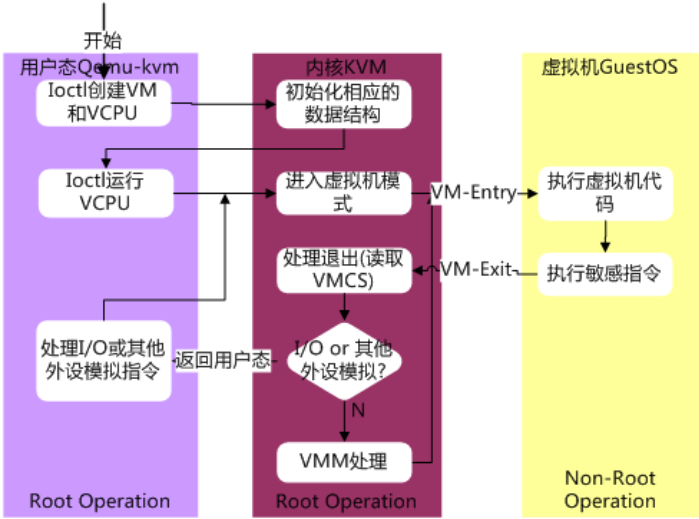 开始
用户态Qemu-kvm
内核KVM
虚拟机GuestOS
Ioctl创建VM
和VCPU
初始化相应的
数据结构
Ioctl运行
VCPU
进入虚拟机模
式
VM-Entry
执行虚拟机代
码
处理退出(读取
VMCS)
VM-Exit
执行敏感指令
处理I/O或其他
外设模拟指令
返回用户态
I/O or 其他
外设模拟?
N
VMM处理
Root Operation
Root Operation
Non-Root
Operation